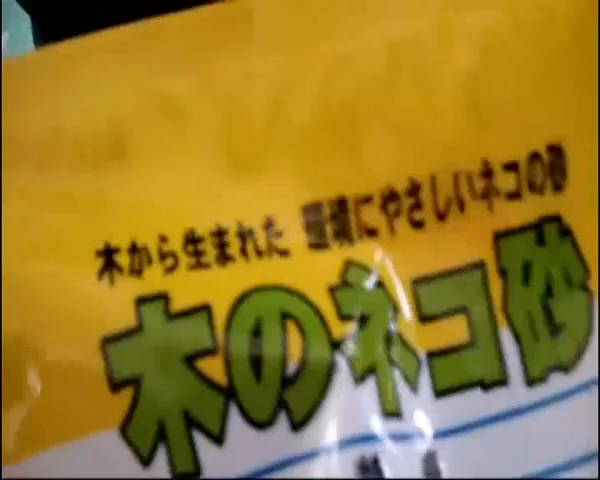 木から生まれた 環境にやさしいネコの砂
木のネコ砂